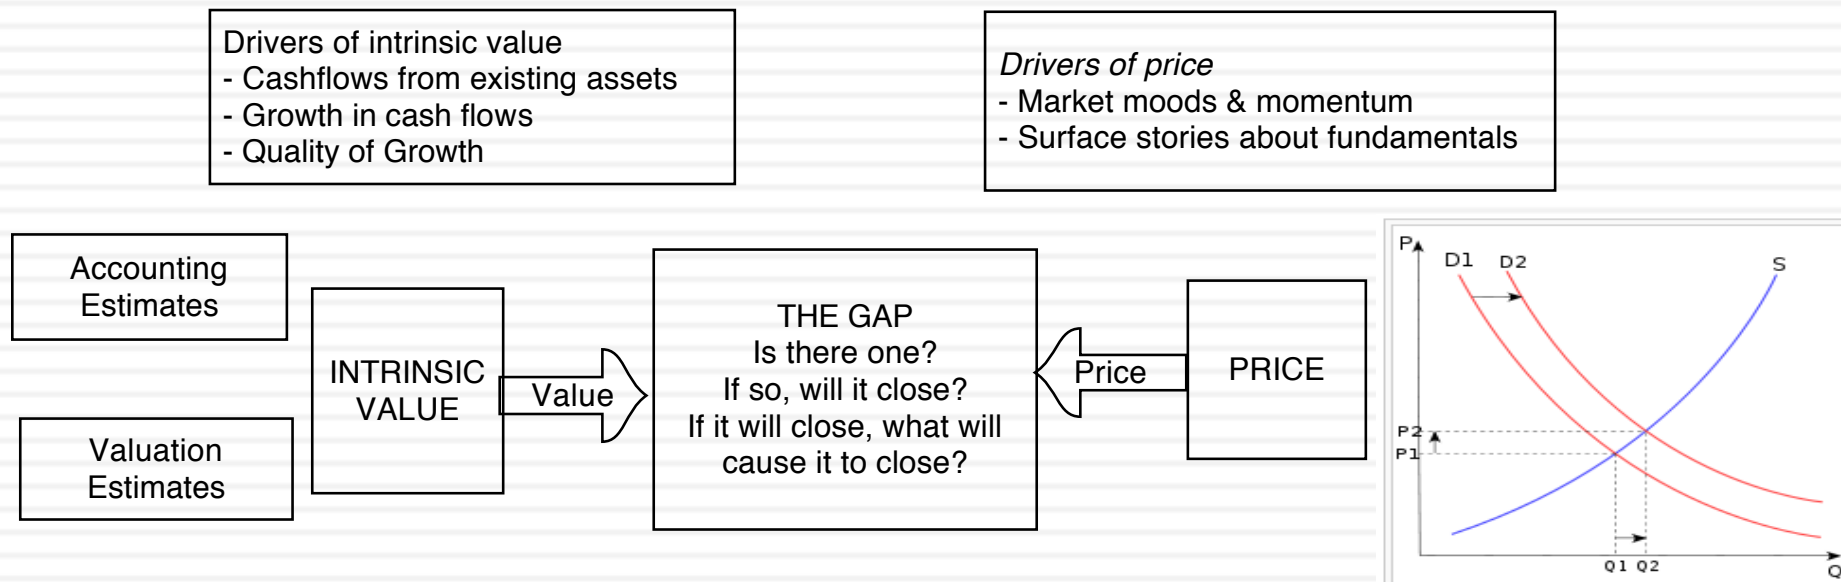 Drivers of intrinsic value
- Cashflows from existing assets
- Growth in cash flows
- Quality of Growth
Drivers of price
- Market moods & momentum
- Surface stories about fundamentals
Accounting
Estimates
Valuation
Estimates
INTRINSIC
VALUE
Value
THE GAP
Is there one?
If so, will it close?
If it will close, what will
cause it to close?
Price
PRICE
P
D1
D2
S
P2
P1
Q1
Q2
Q